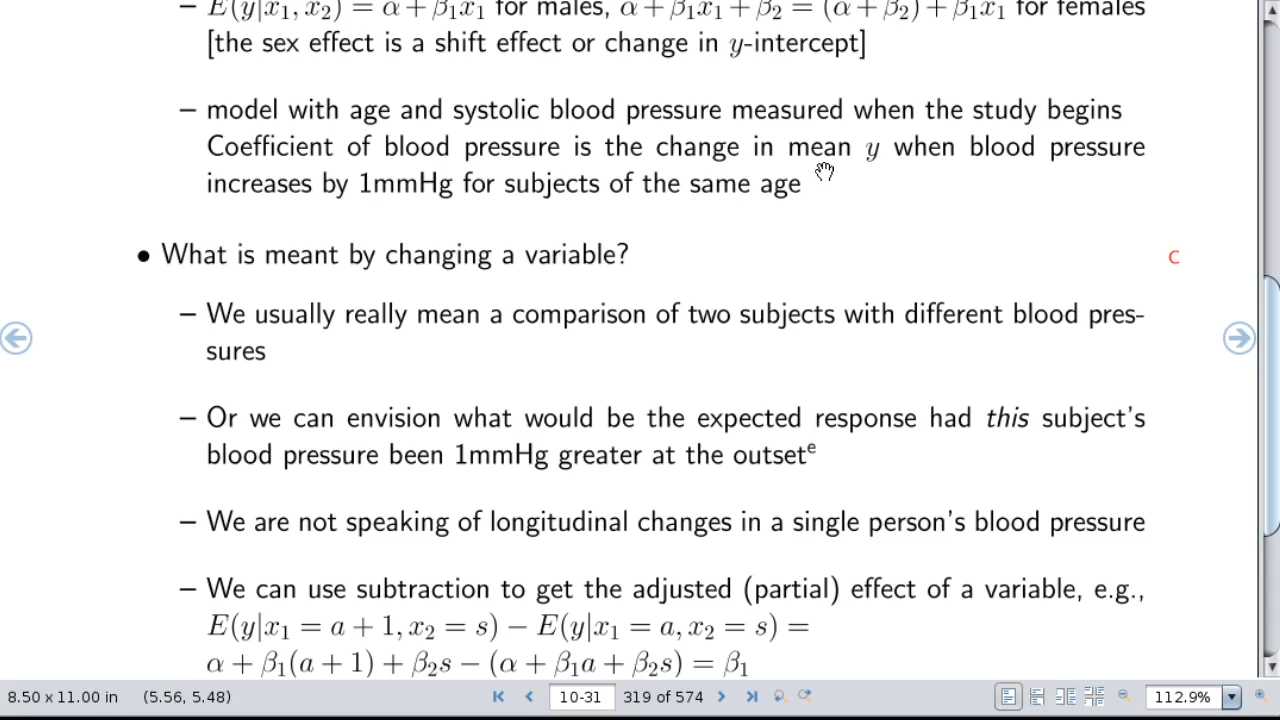 – E(y|x₁, x₂) = α + β₁x₁ for males, α + β₁x₁ + β₂ = (α + β₂) + β₁x₁ for females
[the sex effect is a shift effect or change in y-intercept]
– model with age and systolic blood pressure measured when the study begins
Coefficient of blood pressure is the change in mean y when blood pressure
increases by 1mmHg for subjects of the same age
• What is meant by changing a variable? C
– We usually really mean a comparison of two subjects with different blood pres-
sures
– Or we can envision what would be the expected response had this subject's
blood pressure been 1mmHg greater at the outsetᵉ
– We are not speaking of longitudinal changes in a single person's blood pressure
– We can use subtraction to get the adjusted (partial) effect of a variable, e.g.,
E(y|x₁ = a + 1, x₂ = s) − E(y|x₁ = a, x₂ = s) =
α + β₁(a + 1) + β₂s − (α + β₁a + β₂s) = β₁
8.50 x 11.00 in (5.56, 5.48) 10-31 319 of 574 112.9%